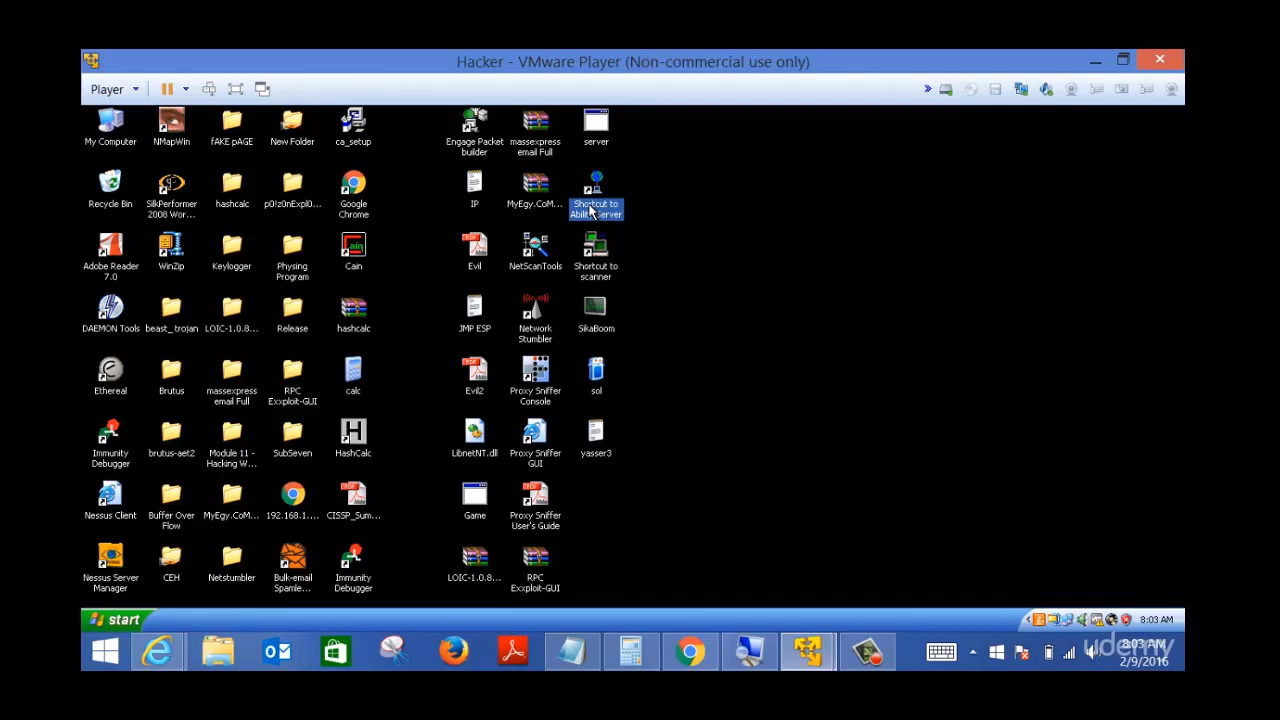 Hacker - VMware Player (Non-commercial use only)
Player
My Computer
NMapWin
fAKE pAGE
New Folder
ca_setup
Engage Packet
builder
massexpress
email Full
server
Recycle Bin
SilkPerformer
2008 Wor...
hashcalc
p0!z0nExpl0...
Google
Chrome
IP
MyEgy.CoM...
Shortcut to
Ability Server
Adobe Reader
7.0
WinZip
Keylogger
Physing
Program
Cain
Evil
NetScanTools
Shortcut to
scanner
DAEMON Tools
beast_trojan
LOIC-1.0.8...
Release
hashcalc
JMP ESP
Network
Stumbler
SikaBoom
Ethereal
Brutus
massexpress
email Full
RPC
Exxploit-GUI
calc
Evil2
Proxy Sniffer
Console
sol
Immunity
Debugger
brutus-aet2
Module 11 -
Hacking W...
SubSeven
HashCalc
LibnetNT.dll
Proxy Sniffer
GUI
yasser3
Nessus Client
Buffer Over
Flow
MyEgy.CoM...
192.168.1....
CISSP_Sum...
Game
Proxy Sniffer
User's Guide
Nessus Server
Manager
CEH
Netstumbler
Bulk-email
Spamle...
Immunity
Debugger
LOIC-1.0.8...
RPC
Exxploit-GUI
start
8:03 AM
8:03 AM
udemy
2/9/2016